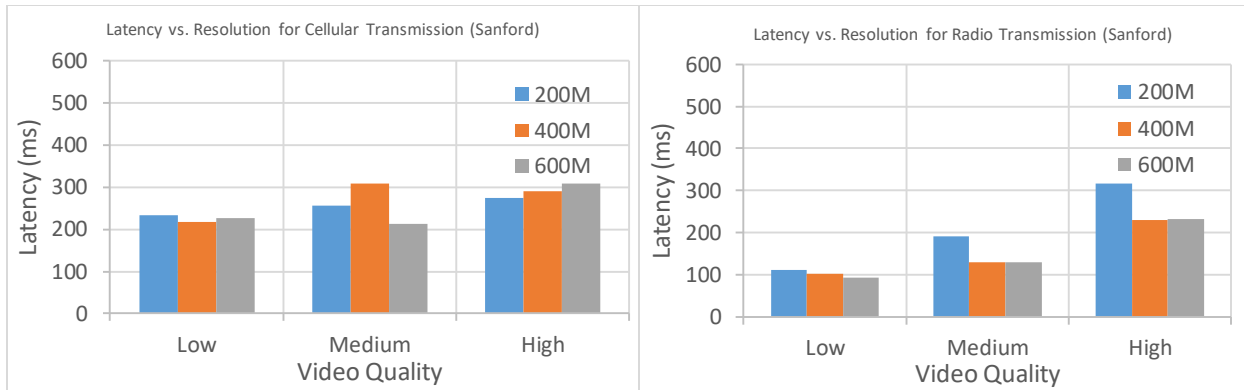 Latency vs. Resolution for Cellular Transmission (Sanford)
600
500
400
300
200
100
0
Latency (ms)
200M
400M
600M
Low Medium High
Video Quality
Latency vs. Resolution for Radio Transmission (Sanford)
600
500
400
300
200
100
0
Latency (ms)
200M
400M
600M
Low Medium High
Video Quality